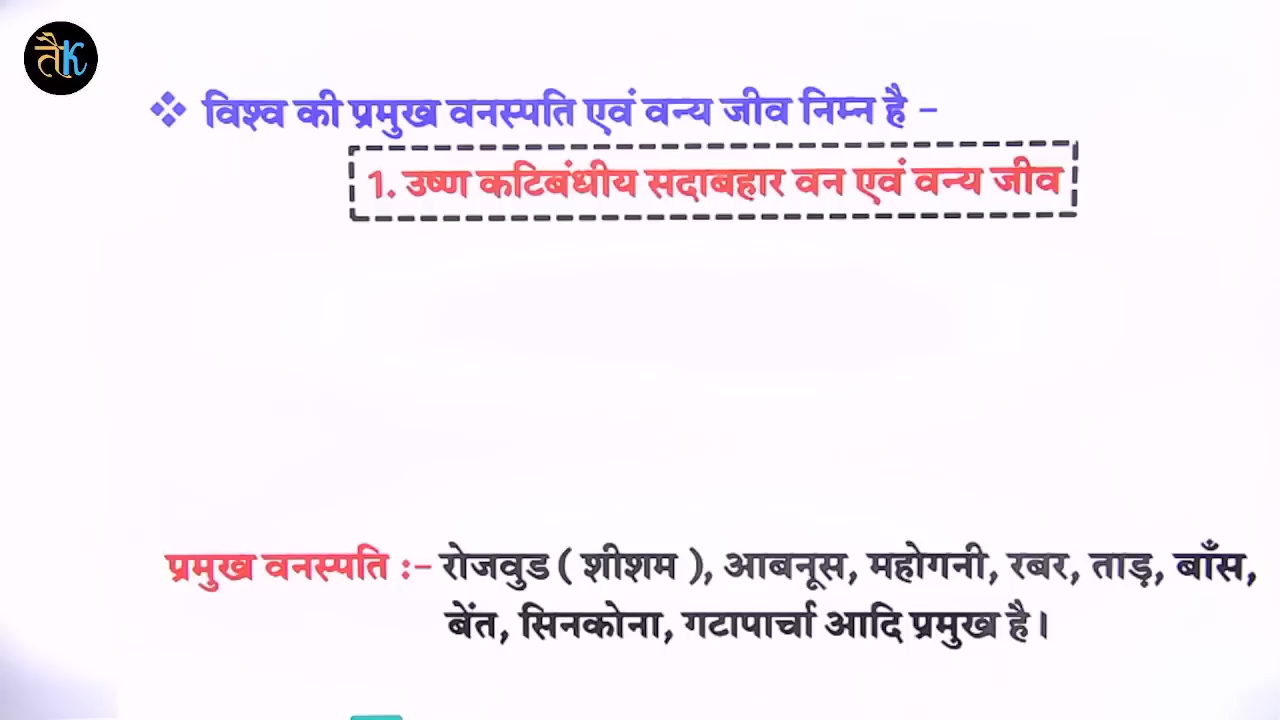 तैK
❖ विश्व की प्रमुख वनस्पति एवं वन्य जीव निम्न है –
1. उष्ण कटिबंधीय सदाबहार वन एवं वन्य जीव
प्रमुख वनस्पति :- रोजवुड ( शीशम ), आबनूस, महोगनी, रबर, ताड़, बाँस,
बेंत, सिनकोना, गटापार्चा आदि प्रमुख है।